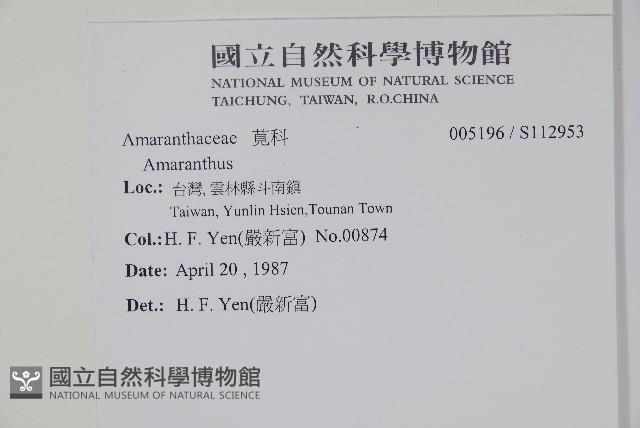 國立自然科學博物館
NATIONAL MUSEUM OF NATURAL SCIENCE
TAICHUNG, TAIWAN, R.O.CHINA
Amaranthaceae 莧科 005196 / S112953
Amaranthus
Loc.: 台灣, 雲林縣斗南鎮
Taiwan, Yunlin Hsien,Tounan Town
Col.: H. F. Yen(嚴新富) No.00874
Date: April 20 , 1987
Det.: H. F. Yen(嚴新富)
國立自然科學博物館
NATIONAL MUSEUM OF NATURAL SCIENCE